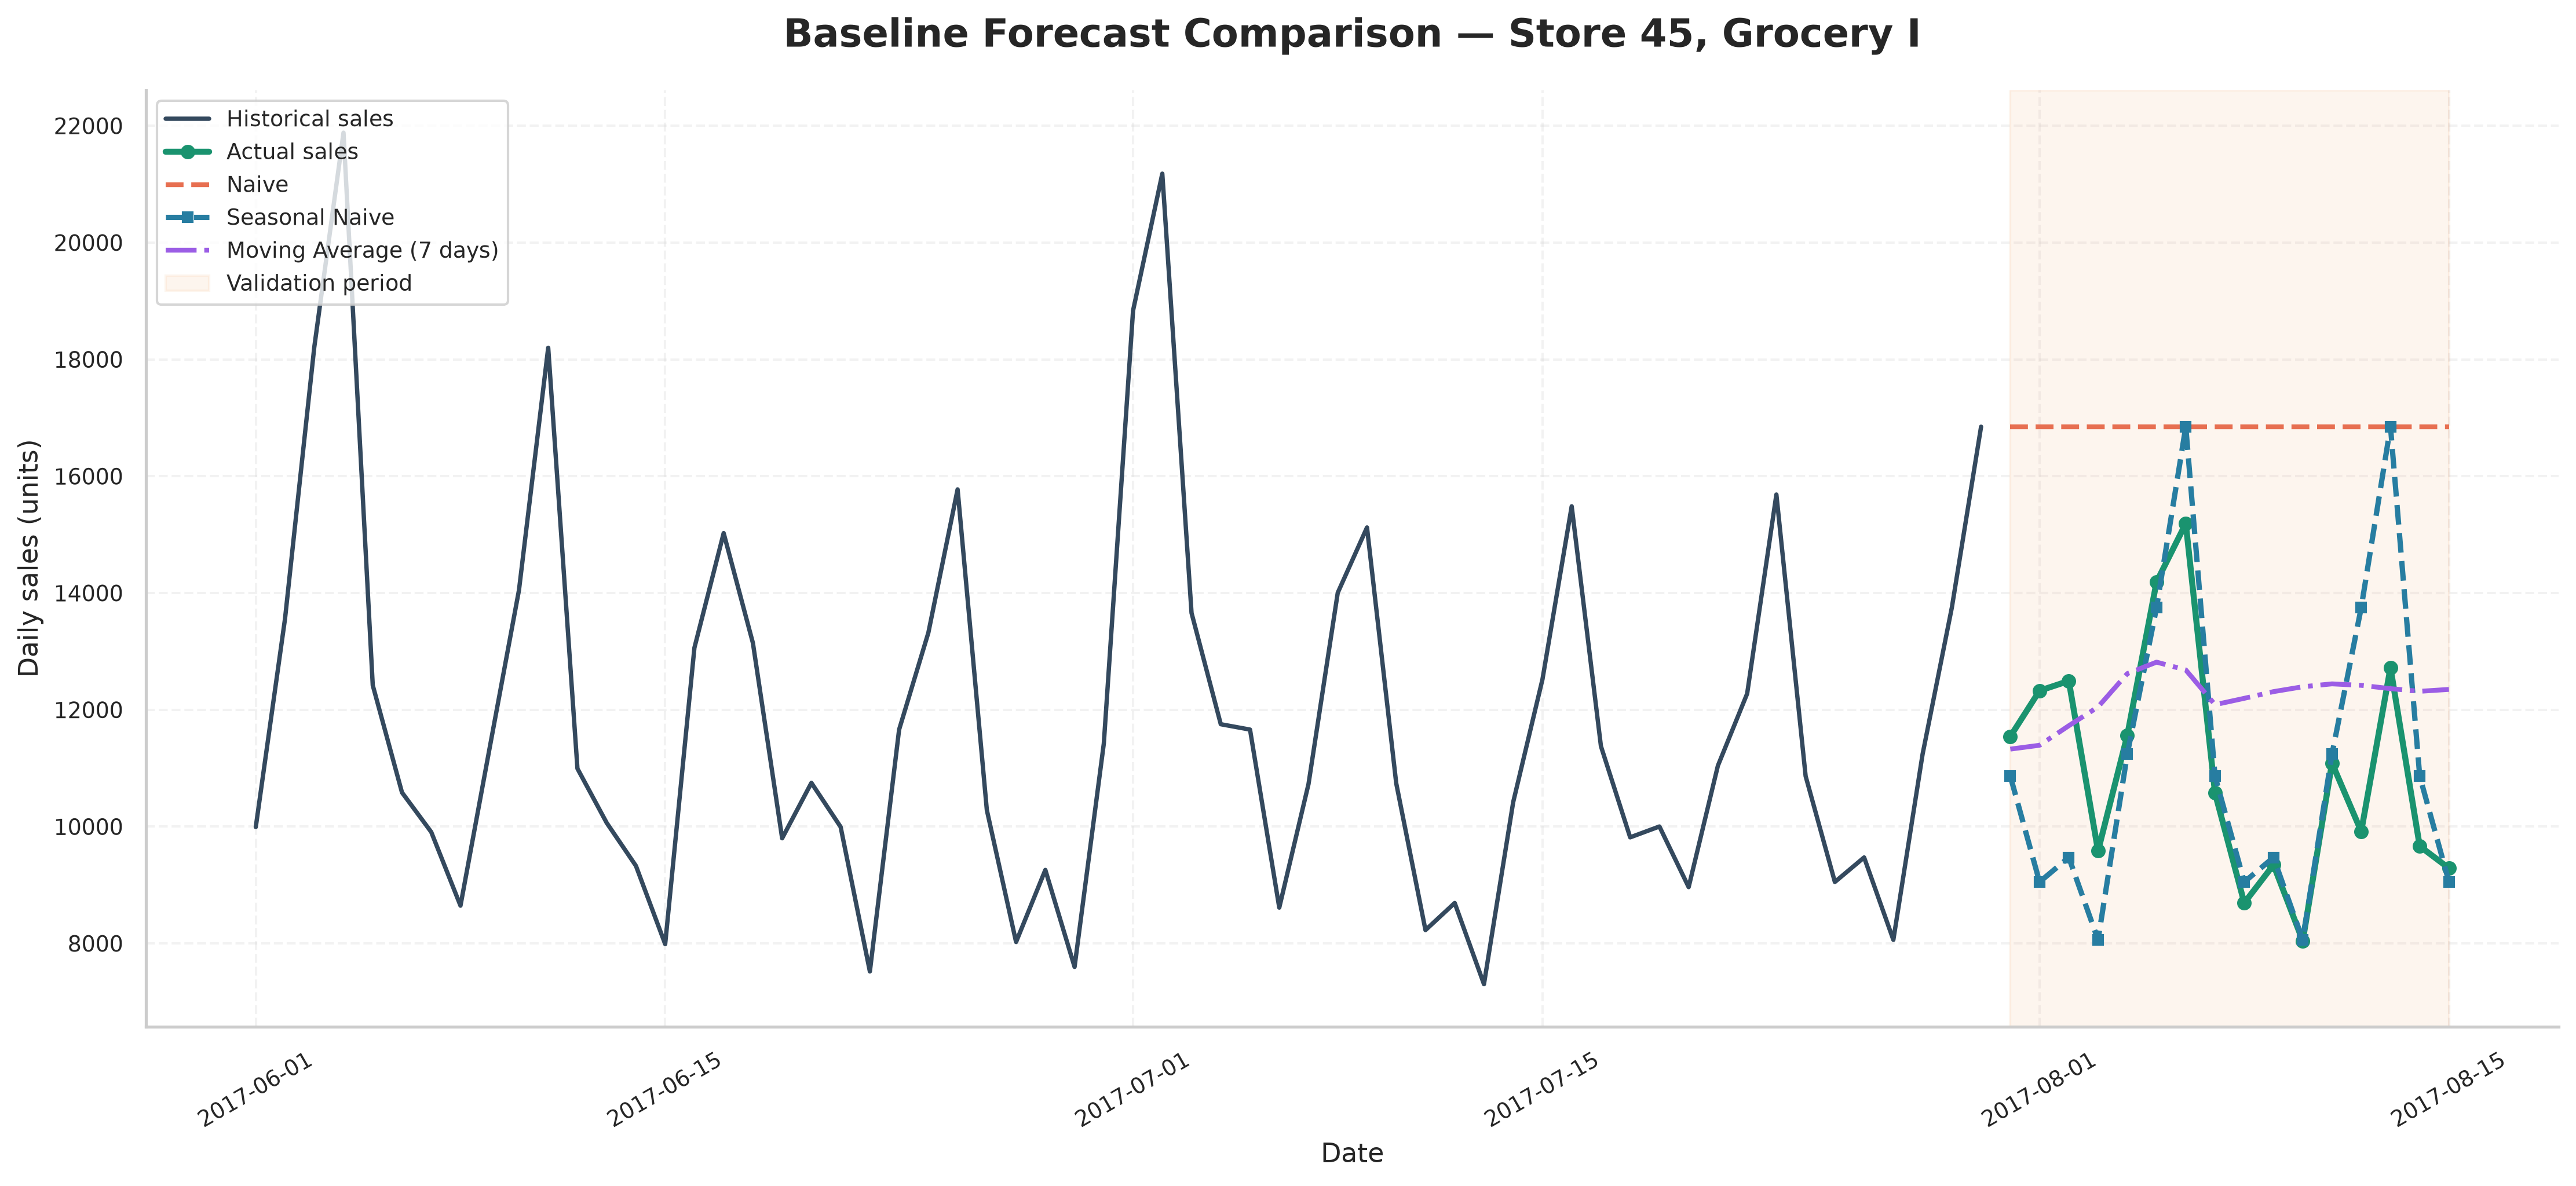 Baseline Forecast Comparison — Store 45, Grocery I
Historical sales
Actual sales
Naive
Seasonal Naive
Moving Average (7 days)
Validation period
Daily sales (units)
22000
20000
18000
16000
14000
12000
10000
8000
2017-06-01
2017-06-15
2017-07-01
2017-07-15
2017-08-01
2017-08-15
Date